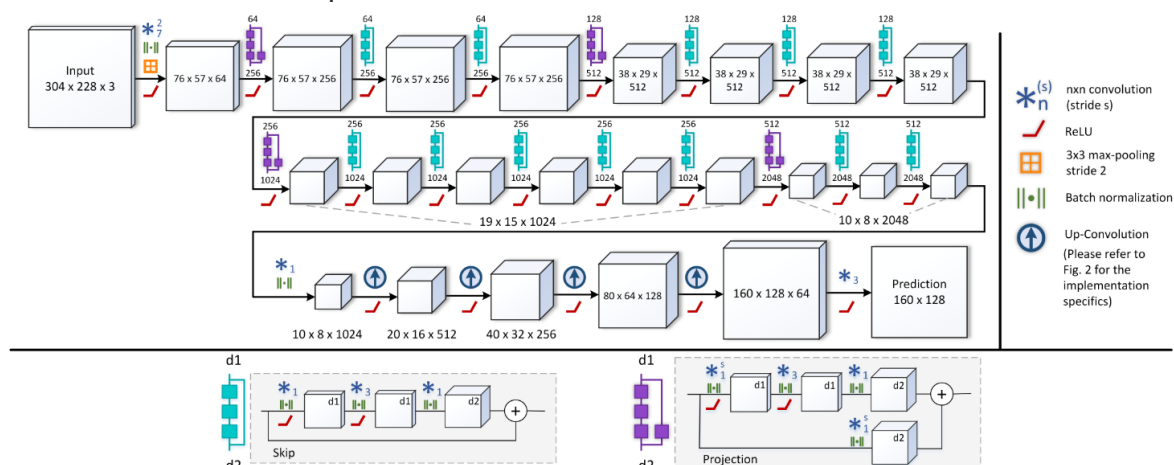 64 64 64 128 128 128 128
2
7
Input
304 x 228 x 3
76 x 57 x 64
256
76 x 57 x 256
256
76 x 57 x 256
256
76 x 57 x 256
512
38 x 29 x
512
512
38 x 29 x
512
512
38 x 29 x
512
512
38 x 29 x
512
256 256 256 256 256 256 512 512 512
1024 1024 1024 1024 1024 1024 2048 2048 2048
19 x 15 x 1024
10 x 8 x 2048
1
10 x 8 x 1024
20 x 16 x 512
40 x 32 x 256
80 x 64 x 128
160 x 128 x 64
3
Prediction
160 x 128
(s)
n
nxn convolution
(stride s)
ReLU
3x3 max-pooling
stride 2
Batch normalization
Up-Convolution
(Please refer to
Fig. 2 for the
implementation
specifics)
d1
1 3 1
d1 d1 d2
+
Skip
d2
d1
s
1 3 1
d1 d1 d2
+
s
1
d2
Projection
d2